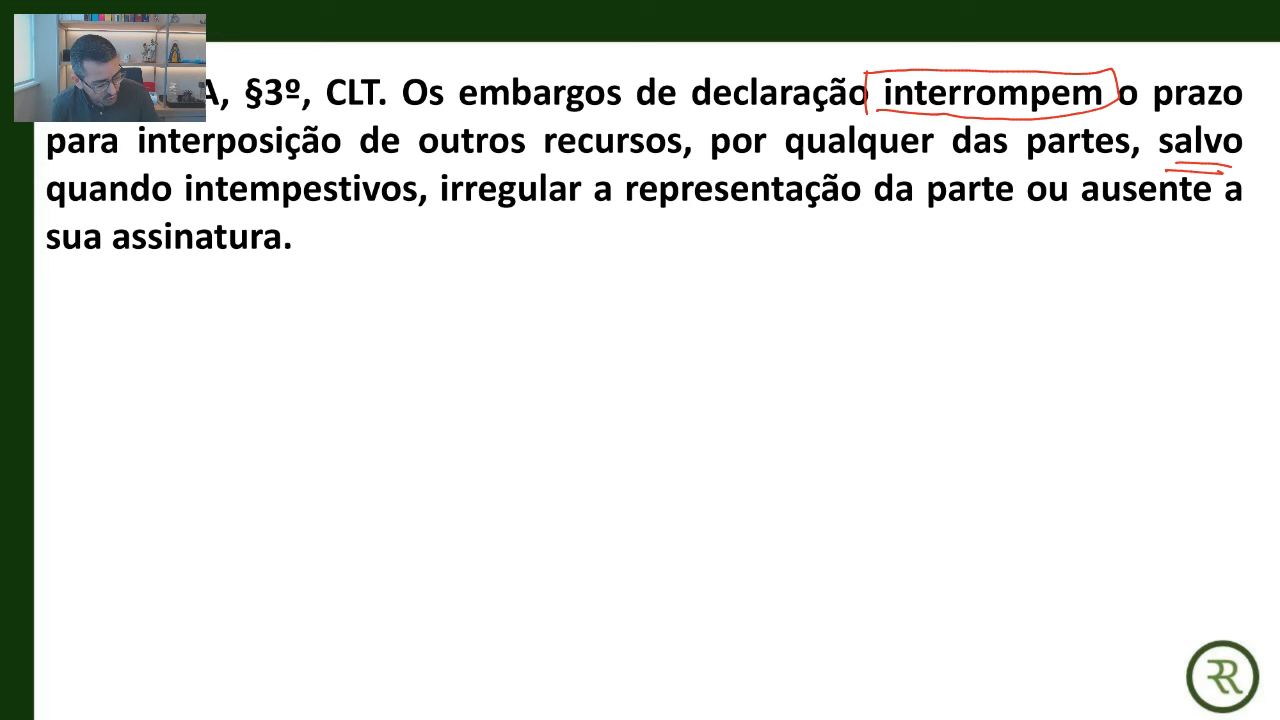 A, §3º, CLT. Os embargos de declaração interrompem o prazo
para interposição de outros recursos, por qualquer das partes, salvo
quando intempestivos, irregular a representação da parte ou ausente a
sua assinatura.